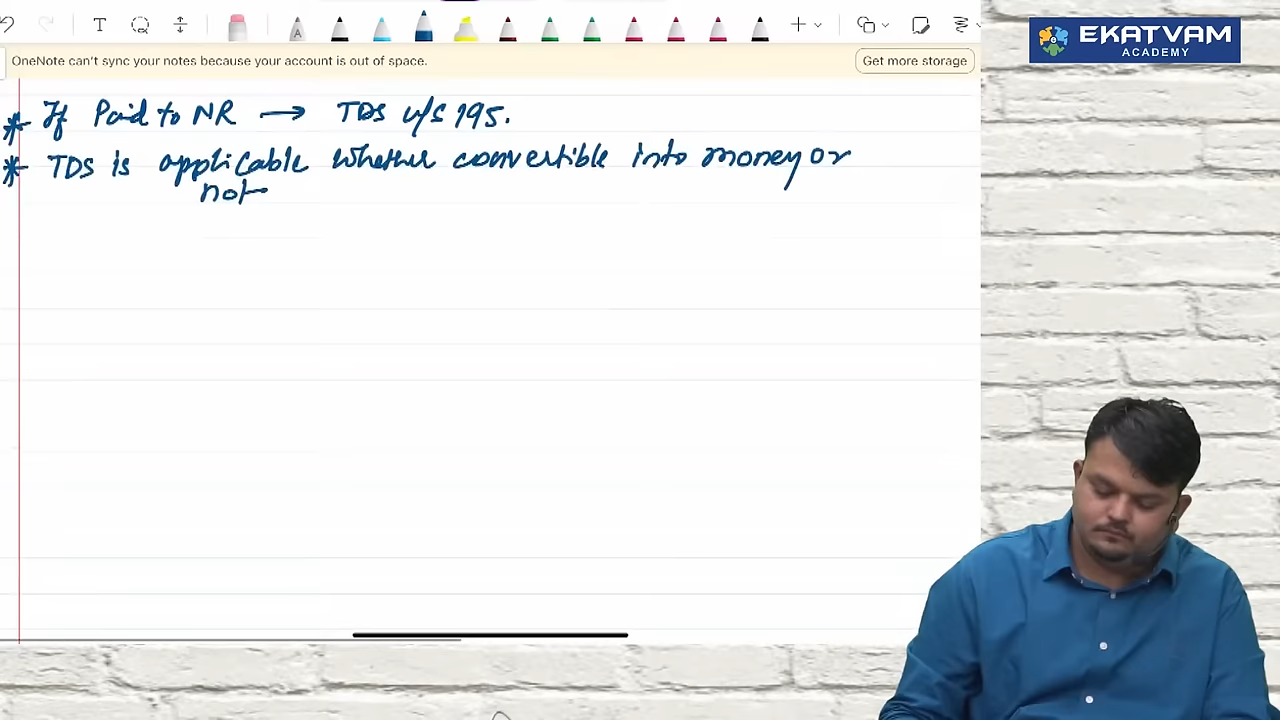 EKATVAM
ACADEMY
OneNote can't sync your notes because your account is out of space.
Get more storage
* If Paid to NR → TDS u/s 195.
* TDS is applicable whether convertible into money or
not